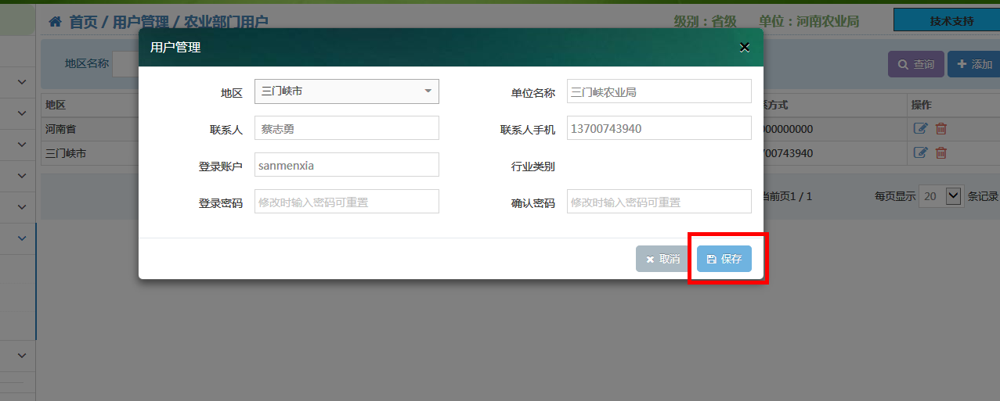 首页 / 用户管理 / 农业部门用户
级别：省级 单位：河南农业局
技术支持
用户管理
地区名称
查询
添加
地区 三门峡市 单位名称 三门峡农业局
联系人 蔡志勇 联系人手机 13700743940
登录账户 sanmenxia 行业类别
登录密码 修改时输入密码可重置 确认密码 修改时输入密码可重置
取消 保存
地区 方式 操作
河南省 000000000
三门峡市 00743940
当前页1 / 1 每页显示 20 条记录